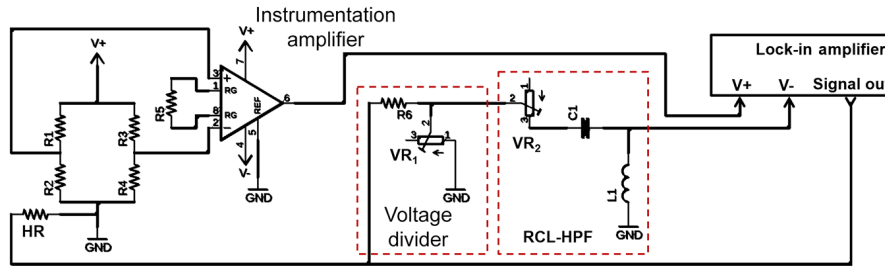 Instrumentation
amplifier
V+
V+
7
3
+
1
RG
R5
8
RG
2
-
REF
6
4
5
V-
GND
R1
R3
R2
R4
HR
GND
R6
2
3
1
VR1
GND
Voltage
divider
1
2
3
VR2
C1
L1
GND
RCL-HPF
Lock-in amplifier
V+ V- Signal out